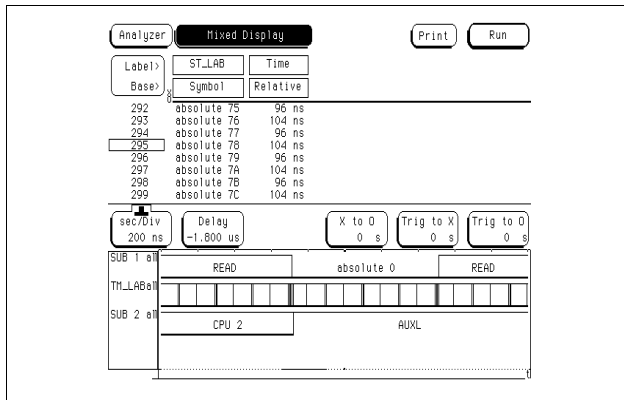 Analyzer Mixed Display Print Run
Label> ST_LAB Time
Base> Symbol Relative
X
O
292 absolute 75 96 ns
293 absolute 76 104 ns
294 absolute 77 96 ns
295 absolute 78 104 ns
296 absolute 79 96 ns
297 absolute 7A 104 ns
298 absolute 7B 96 ns
299 absolute 7C 104 ns
sec/Div Delay X to O Trig to X Trig to O
200 ns -1.800 us 0 s 0 s 0 s
SUB 1 all READ absolute 0 READ
TM_LABall
SUB 2 all CPU 2 AUXL